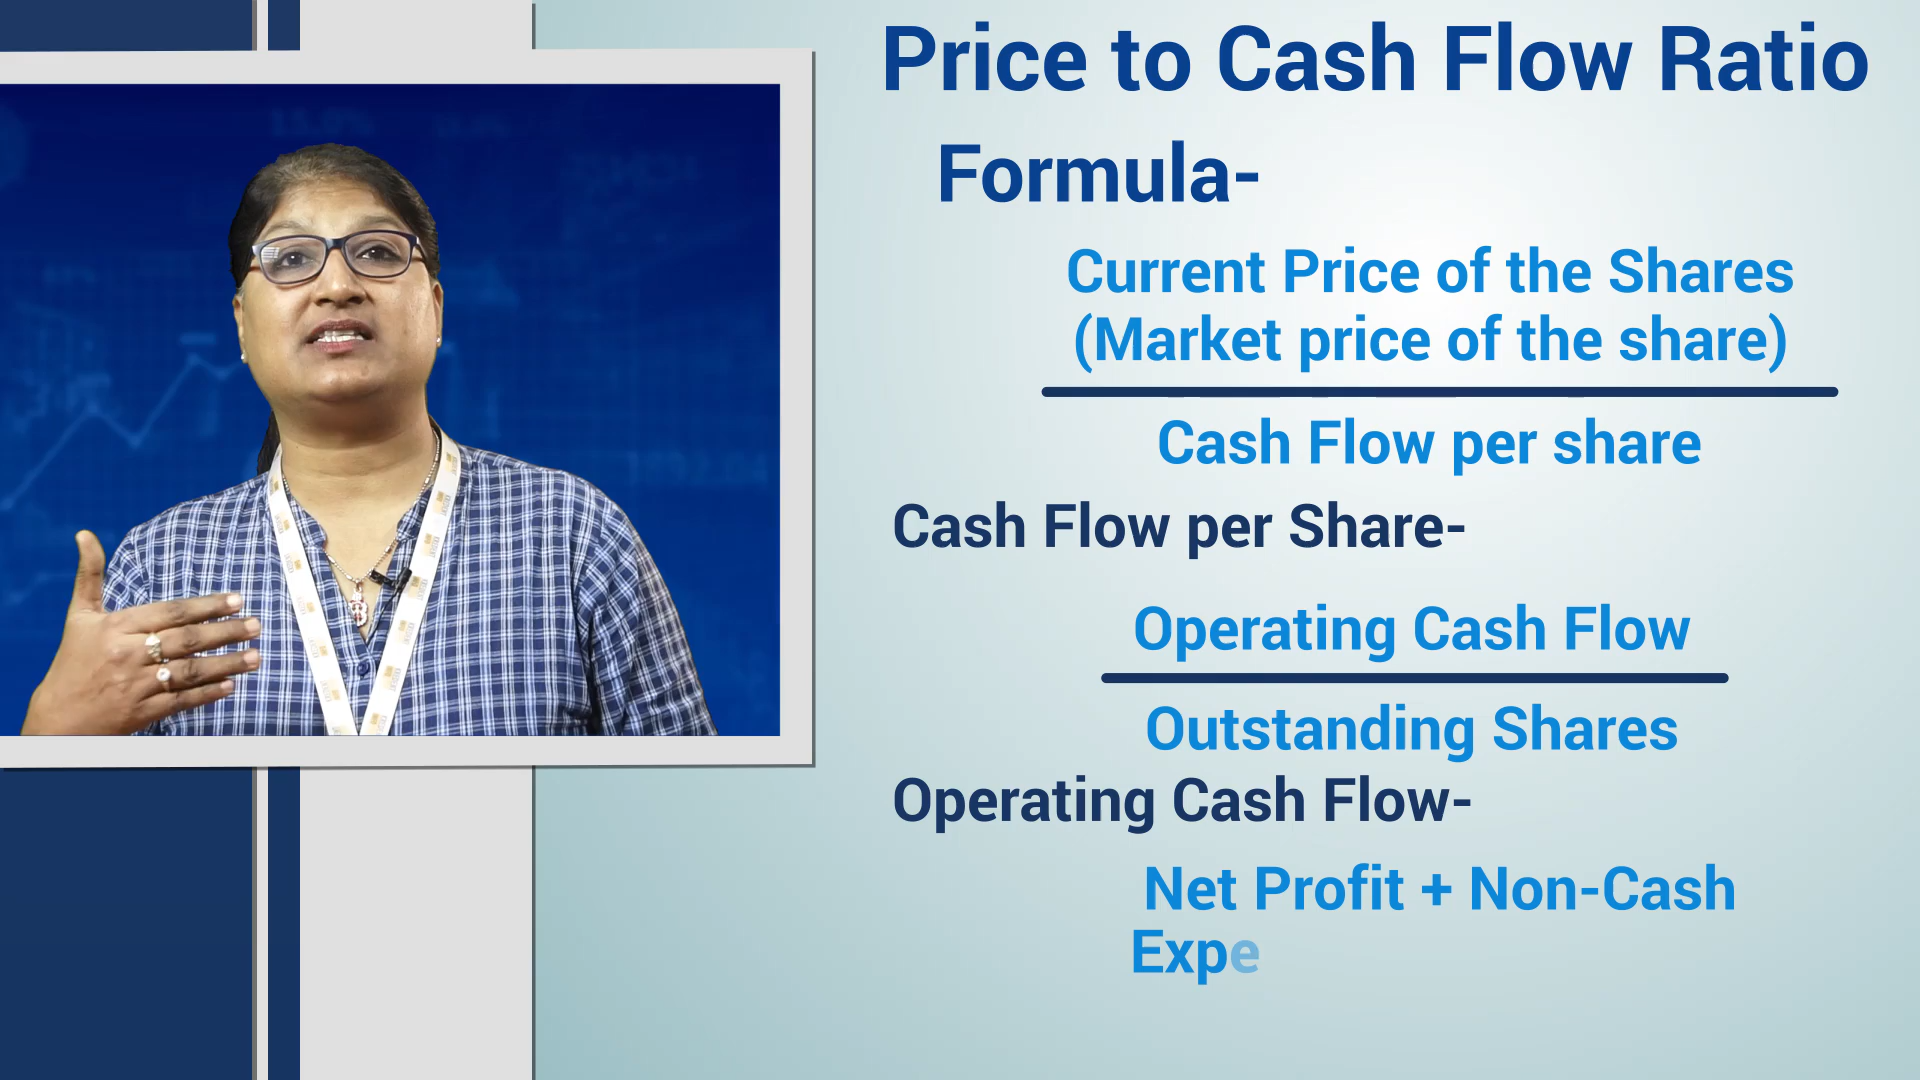 Price to Cash Flow Ratio
Formula-
Current Price of the Shares
(Market price of the share)
Cash Flow per share
Cash Flow per Share-
Operating Cash Flow
Outstanding Shares
Operating Cash Flow-
Net Profit + Non-Cash
Expe